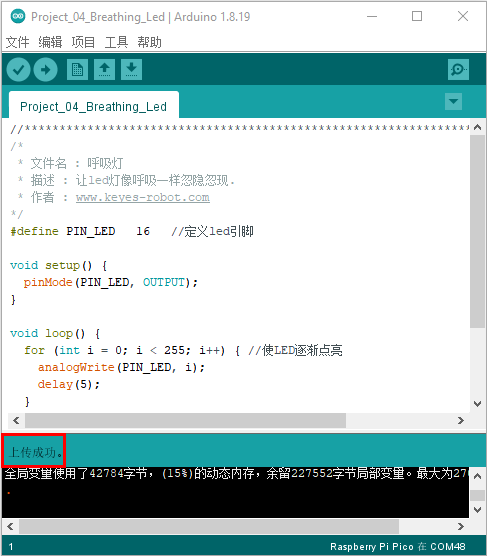 Project_04_Breathing_Led | Arduino 1.8.19
文件 编辑 项目 工具 帮助
Project_04_Breathing_Led
//****************************************************************
/*
* 文件名 : 呼吸灯
* 描述 : 让led灯像呼吸一样忽隐忽现.
* 作者 : www.keyes-robot.com
*/
#define PIN_LED 16 //定义led引脚
void setup() {
pinMode(PIN_LED, OUTPUT);
}
void loop() {
for (int i = 0; i < 255; i++) { //使LED逐渐点亮
analogWrite(PIN_LED, i);
delay(5);
}
上传成功。
全局变量使用了42784字节，(15%)的动态内存，余留227552字节局部变量。最大为27
.
1
Raspberry Pi Pico 在 COM48